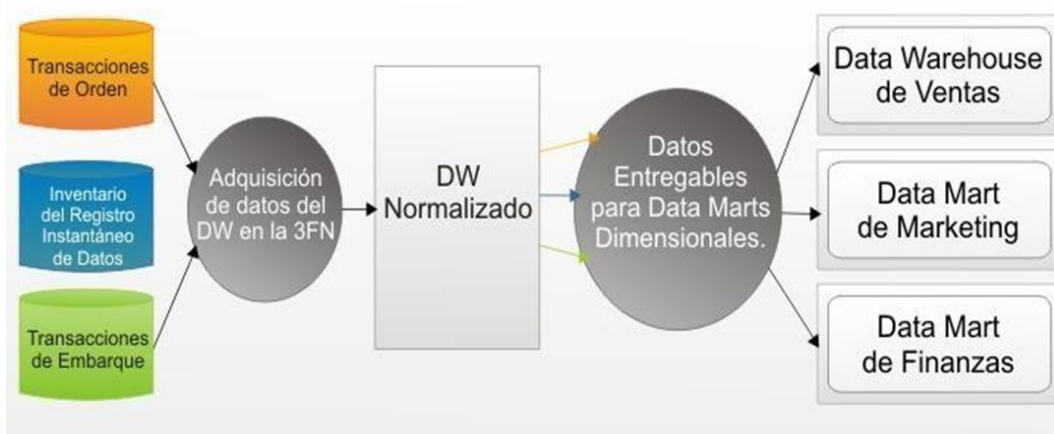 Transacciones
de Orden
Inventario
del Registro
Instantáneo
de Datos
Transacciones
de Embarque
Adquisición
de datos del
DW en la 3FN
DW
Normalizado
Datos
Entregables
para Data Marts
Dimensionales.
Data Warehouse
de Ventas
Data Mart
de Marketing
Data Mart
de Finanzas